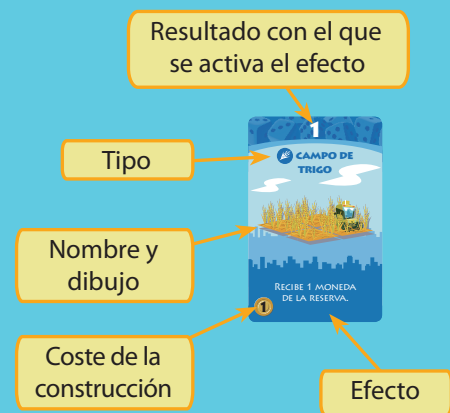 Resultado con el que
se activa el efecto
1
Tipo
CAMPO DE
TRIGO
Nombre y
dibujo
RECIBE 1 MONEDA
DE LA RESERVA.
1
Coste de la
construcción
Efecto